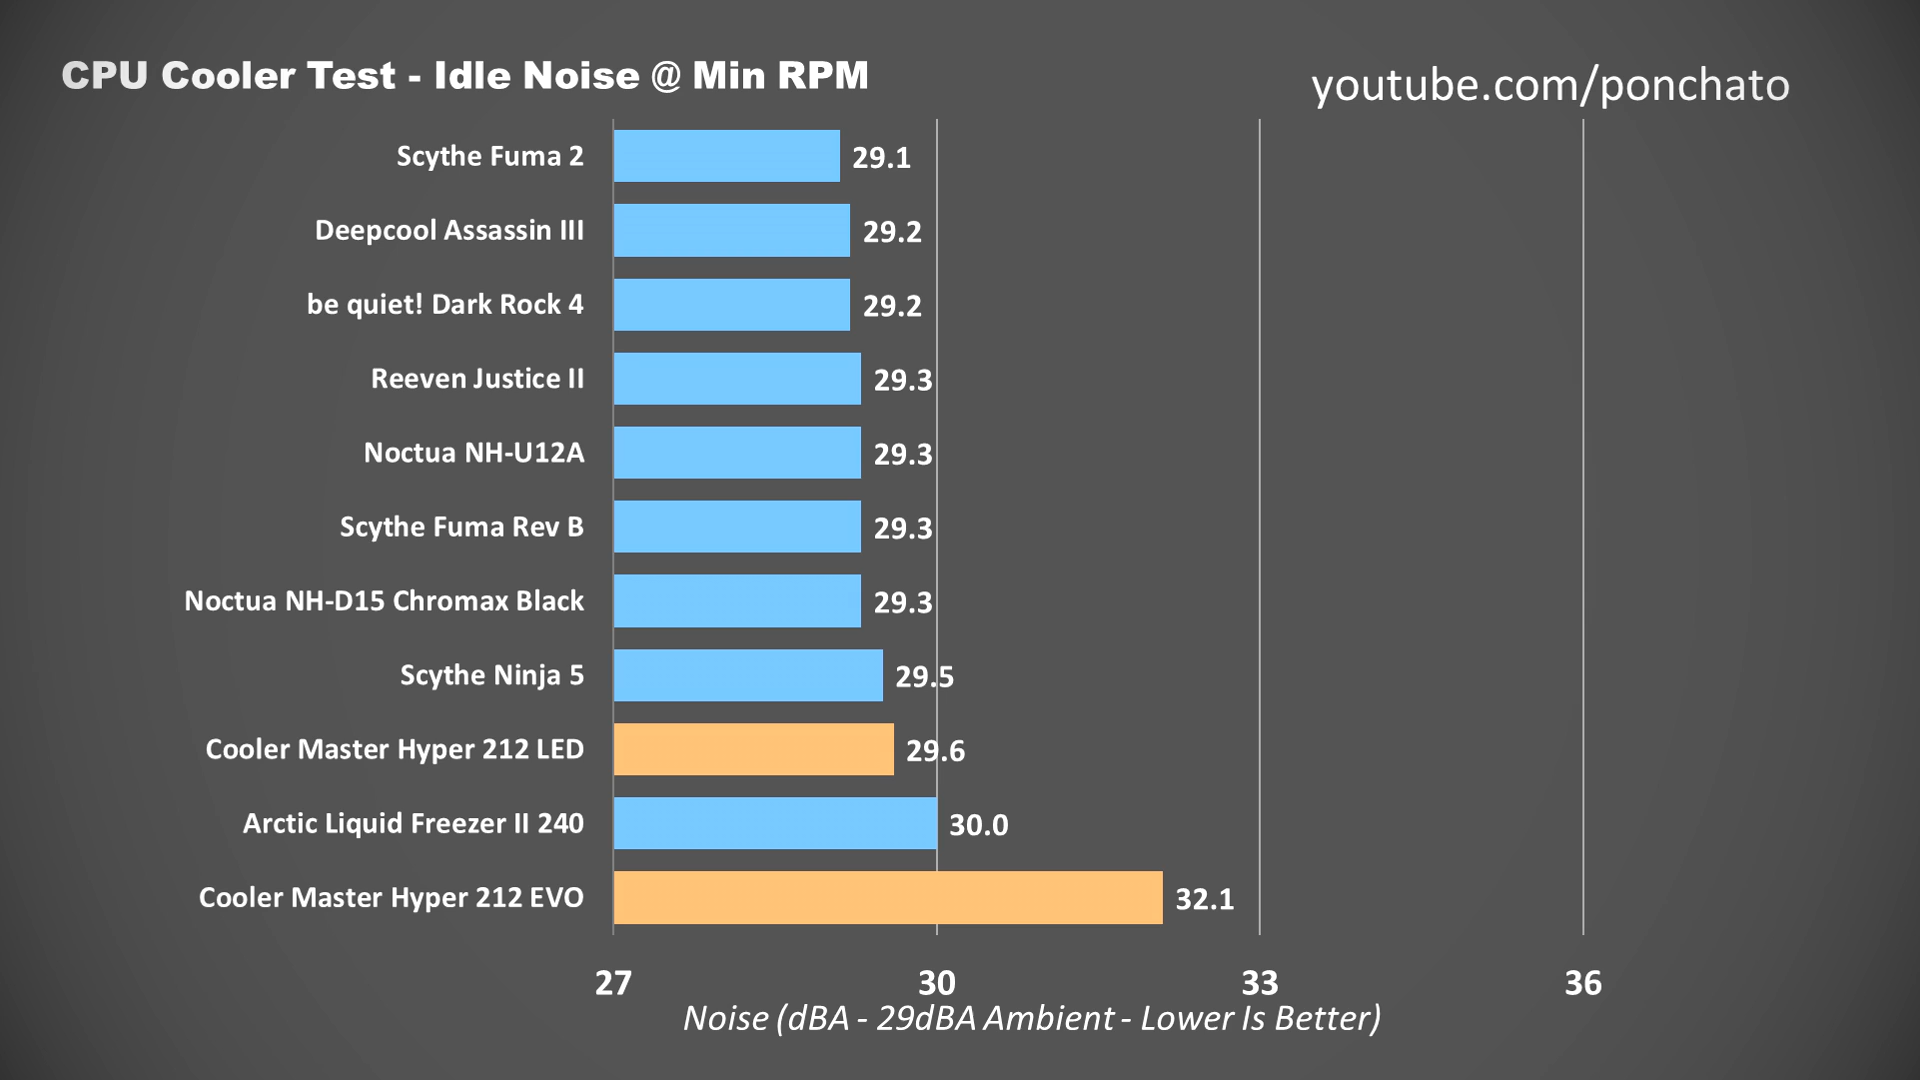 CPU Cooler Test - Idle Noise @ Min RPM
youtube.com/ponchato
Scythe Fuma 2 29.1
Deepcool Assassin III 29.2
be quiet! Dark Rock 4 29.2
Reeven Justice II 29.3
Noctua NH-U12A 29.3
Scythe Fuma Rev B 29.3
Noctua NH-D15 Chromax Black 29.3
Scythe Ninja 5 29.5
Cooler Master Hyper 212 LED 29.6
Arctic Liquid Freezer II 240 30.0
Cooler Master Hyper 212 EVO 32.1
27 30 33 36
Noise (dBA - 29dBA Ambient - Lower Is Better)